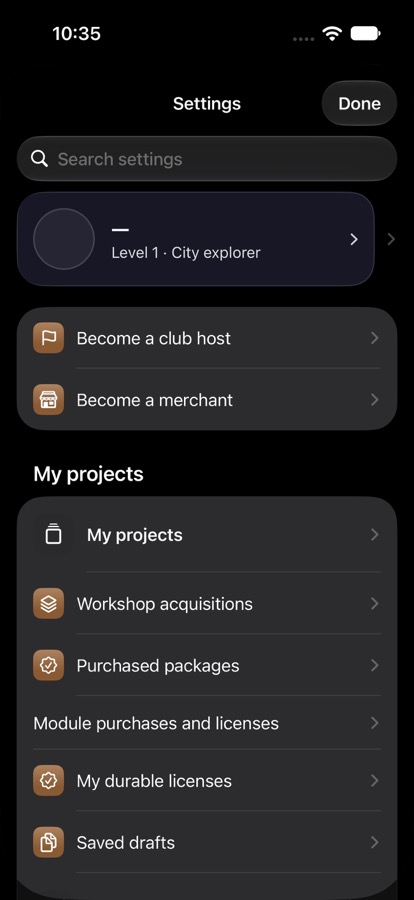 10:35
Settings
Done
Search settings
—
Level 1 · City explorer
Become a club host
Become a merchant
My projects
My projects
Workshop acquisitions
Purchased packages
Module purchases and licenses
My durable licenses
Saved drafts